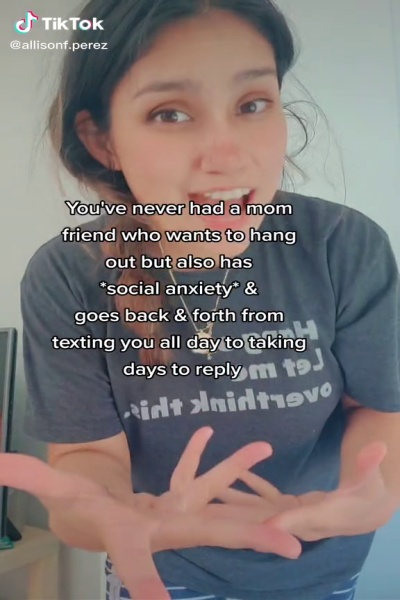 TikTok
@allisonf.perez
You've never had a mom
friend who wants to hang
out but also has
*social anxiety* &
goes back & forth from
texting you all day to taking
days to reply
Let me
overthink this.